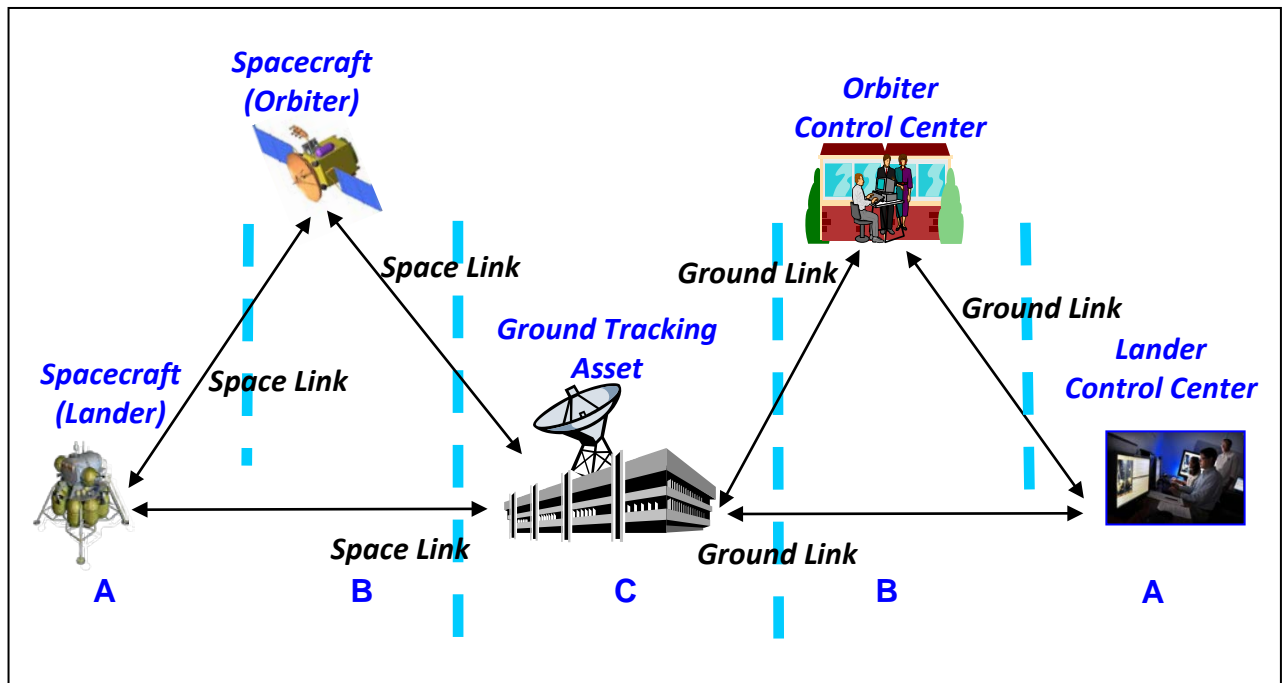 Spacecraft
(Orbiter)
Orbiter
Control Center
Space Link
Ground Link
Ground Link
Ground Tracking
Asset
Lander
Control Center
Spacecraft
(Lander)
Space Link
Space Link
Ground Link
A
B
C
B
A